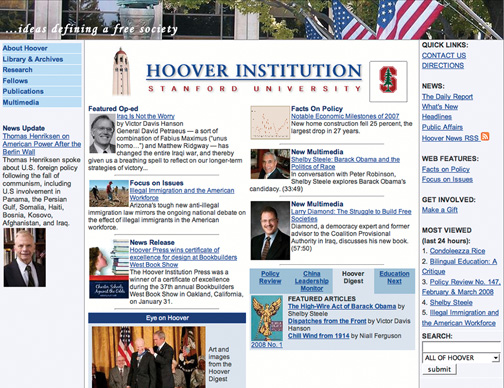 ...ideas defining a free society
About Hoover
Library & Archives
Research
Fellows
Publications
Multimedia
News Update
Thomas Henriksen on
American Power After the
Berlin Wall
Thomas Henriksen spoke
about U.S. foreign policy
following the fall of
communism, including
U.S involvement in
Panama, the Persian
Gulf, Somalia, Haiti,
Bosnia, Kosovo,
Afghanistan, and Iraq.
HOOVER INSTITUTION
STANFORD UNIVERSITY
Featured Op-ed
Iraq Is Not the Worry
by Victor Davis Hanson
General David Petraeus — a sort of
combination of Fabius Maximus ("unus
homo…") and Matthew Ridgway — has
changed the entire Iraq war, and thereby
given us a breathing spell to reflect on our longer-term
strategies of victory...
Focus on Issues
Illegal Immigration and the American
Workforce
Arizona's tough new anti-illegal
immigration law mirrors the ongoing national debate on
the effect of illegal immigrants in the American
workforce.
News Release
Hoover Press wins certificate of
excellence for design at Bookbuilders
West Book Show
The Hoover Institution Press was a
winner of a certificate of excellence
during the 37th annual Bookbuilders
West Book Show in Oakland, California,
on January 31.
Eye on Hoover
Art and
images
from the
Hoover
Digest
Facts On Policy
Notable Economic Milestones of 2007
New home construction fell 25 percent, the
largest drop in 27 years.
New Multimedia
Shelby Steele: Barack Obama and the
Politics of Race
In conversation with Peter Robinson,
Shelby Steele explores Barack Obama's
candidacy. (33:49)
New Multimedia
Larry Diamond: The Struggle to Build Free
Societies
Diamond, a democracy expert and former
advisor to the Coalition Provisional
Authority in Iraq, discusses his new book.
(57:50)
Policy
Review
China
Leadership
Monitor
Hoover
Digest
Education
Next
FEATURED ARTICLES
The High-Wire Act of Barack Obama by
Shelby Steele
Dispatches from the Front by Victor Davis
Hanson
Chill Wind from 1914 by Niall Ferguson
2008 No. 1
QUICK LINKS:
CONTACT US
DIRECTIONS
NEWS:
The Daily Report
What's New
Headlines
Public Affairs
Hoover News RSS
WEB FEATURES:
Facts on Policy
Focus on Issues
GET INVOLVED:
Make a Gift
MOST VIEWED
(last 24 hours):
1. Condoleezza Rice
2. Bilingual Education: A
Critique
3. Policy Review No. 147,
February & March 2008
4. Shelby Steele
5. Illegal Immigration and
the American Workforce
SEARCH:
ALL OF HOOVER
submit